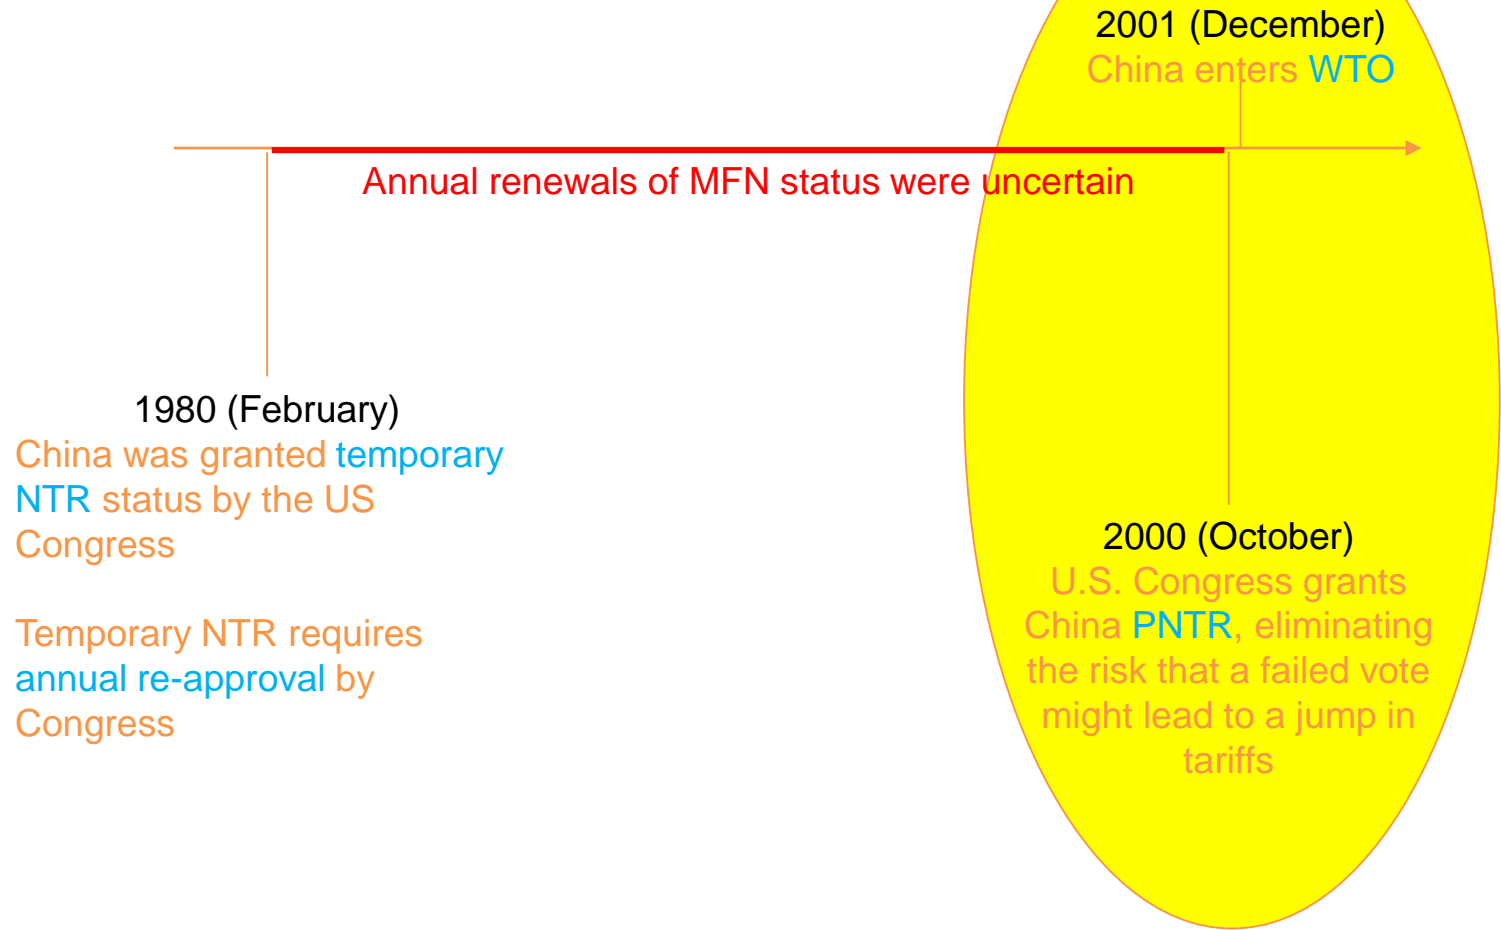 2001 (December)
China enters WTO
Annual renewals of MFN status were uncertain
1980 (February)
China was granted temporary
NTR status by the US
Congress
Temporary NTR requires
annual re-approval by
Congress
2000 (October)
U.S. Congress grants
China PNTR, eliminating
the risk that a failed vote
might lead to a jump in
tariffs